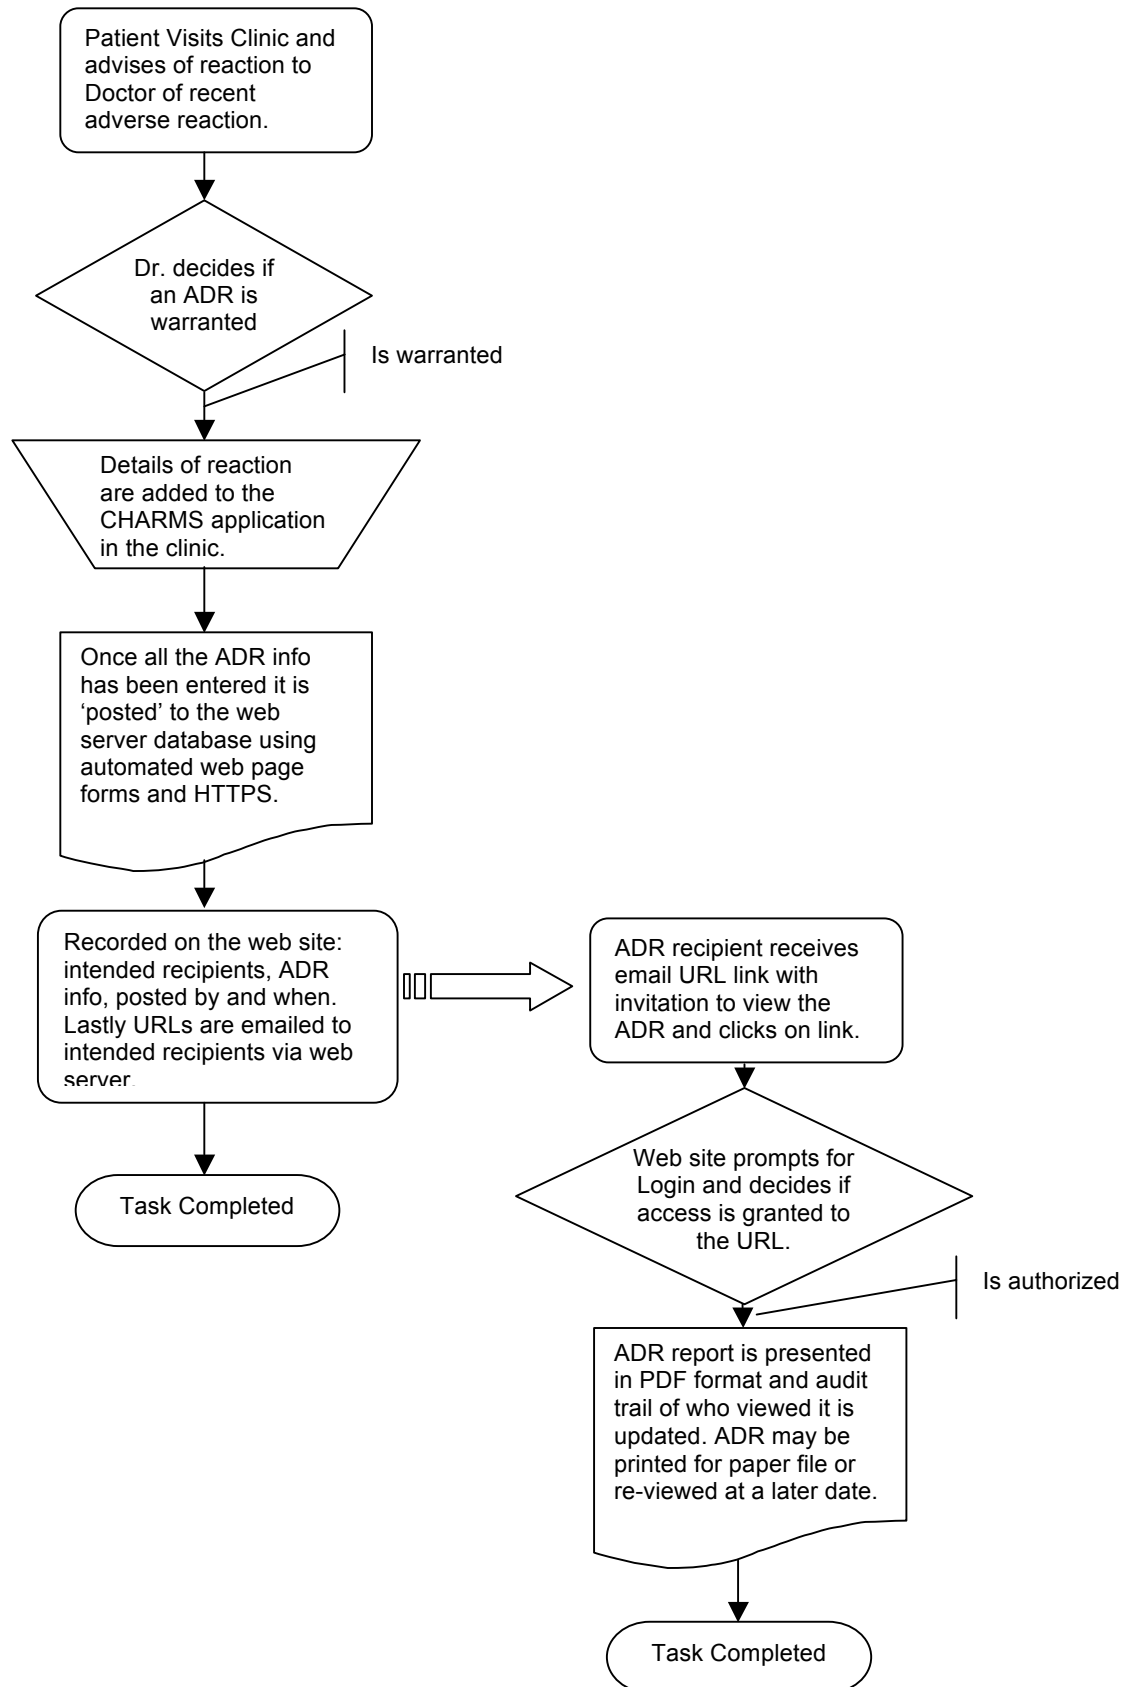 Patient Visits Clinic and
advises of reaction to
Doctor of recent
adverse reaction.
Dr. decides if
an ADR is
warranted
Is warranted
Details of reaction
are added to the
CHARMS application
in the clinic.
Once all the ADR info
has been entered it is
‘posted’ to the web
server database using
automated web page
forms and HTTPS.
Recorded on the web site:
intended recipients, ADR
info, posted by and when.
Lastly URLs are emailed to
intended recipients via web
server.
Task Completed
ADR recipient receives
email URL link with
invitation to view the
ADR and clicks on link.
Web site prompts for
Login and decides if
access is granted to
the URL.
Is authorized
ADR report is presented
in PDF format and audit
trail of who viewed it is
updated. ADR may be
printed for paper file or
re-viewed at a later date.
Task Completed